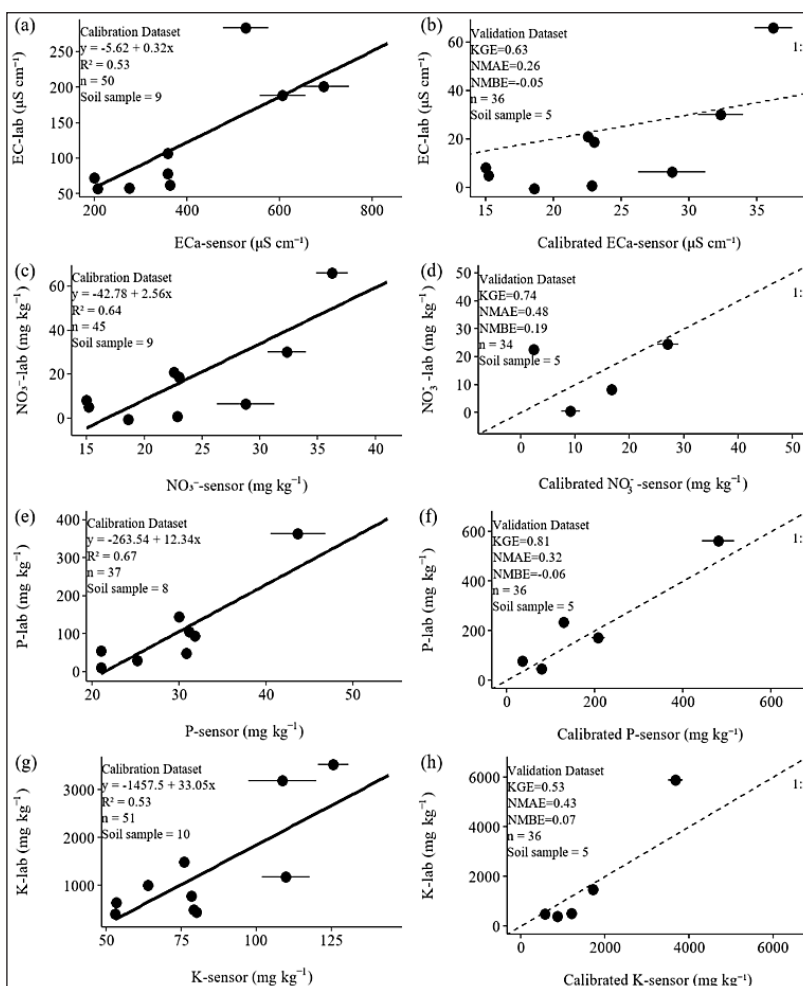 (a)
Calibration Dataset
y = -5.62 + 0.32x
R² = 0.53
n = 50
Soil sample = 9
EC-lab (µS cm⁻¹)
250
200
150
100
50
200
400
600
800
ECa-sensor (µS cm⁻¹)
(b)
Validation Dataset
KGE=0.63
NMAE=0.26
NMBE=-0.05
n = 36
Soil sample = 5
1:
EC-lab (µS cm⁻¹)
60
40
20
0
15
20
25
30
35
Calibrated ECa-sensor (µS cm⁻¹)
(c)
Calibration Dataset
y = -42.78 + 2.56x
R² = 0.64
n = 45
Soil sample = 9
NO₃⁻-lab (mg kg⁻¹)
60
40
20
0
15
20
25
30
35
40
NO₃⁻-sensor (mg kg⁻¹)
(d)
Validation Dataset
KGE=0.74
NMAE=0.48
NMBE=0.19
n = 34
Soil sample = 5
1:
NO₃⁻-lab (mg kg⁻¹)
50
40
30
20
10
0
0
10
20
30
40
50
Calibrated NO₃⁻-sensor (mg kg⁻¹)
(e)
Calibration Dataset
y = -263.54 + 12.34x
R² = 0.67
n = 37
Soil sample = 8
P-lab (mg kg⁻¹)
400
300
200
100
0
20
30
40
50
P-sensor (mg kg⁻¹)
(f)
Validation Dataset
KGE=0.81
NMAE=0.32
NMBE=-0.06
n = 36
Soil sample = 5
1:
P-lab (mg kg⁻¹)
600
400
200
0
0
200
400
600
Calibrated P-sensor (mg kg⁻¹)
(g)
Calibration Dataset
y = -1457.5 + 33.05x
R² = 0.53
n = 51
Soil sample = 10
K-lab (mg kg⁻¹)
3000
2000
1000
50
75
100
125
K-sensor (mg kg⁻¹)
(h)
Validation Dataset
KGE=0.53
NMAE=0.43
NMBE=0.07
n = 36
Soil sample = 5
1:
K-lab (mg kg⁻¹)
6000
4000
2000
0
0
2000
4000
6000
Calibrated K-sensor (mg kg⁻¹)